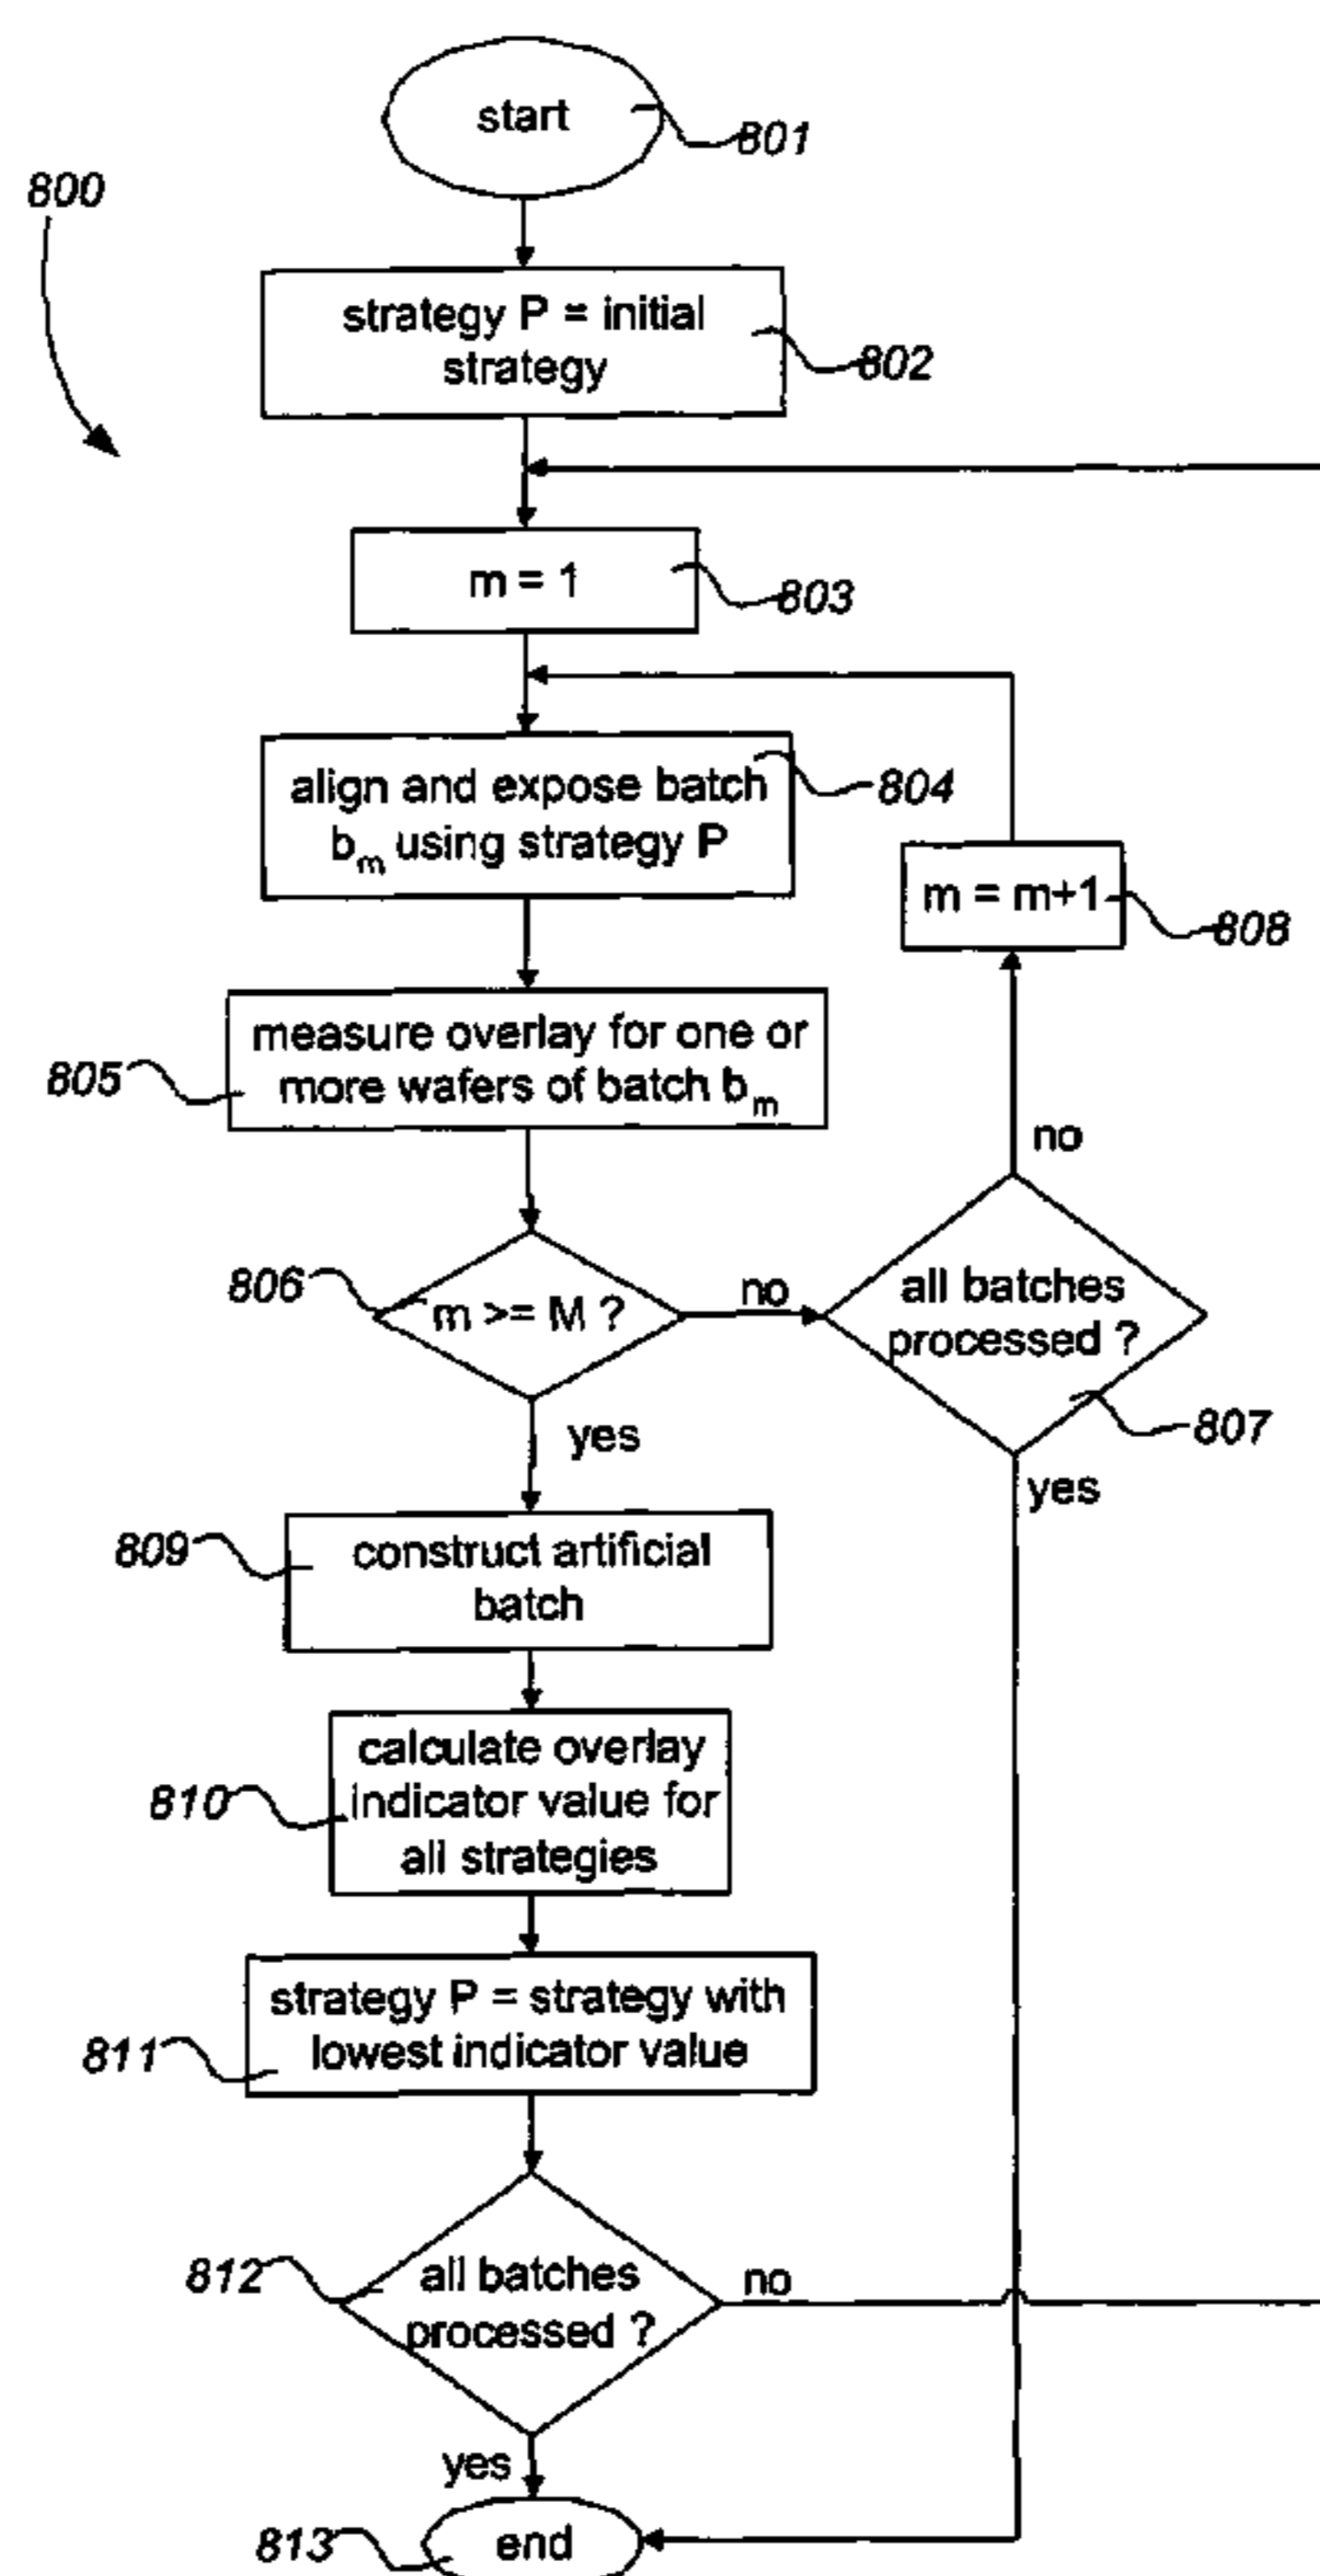 start
801
800
strategy P = initial
strategy
802
m = 1
803
align and expose batch
bm using strategy P
804
m = m+1
808
measure overlay for one or
more wafers of batch bm
805
no
806
m >= M ?
no
all batches
processed ?
807
yes
yes
809
construct artificial
batch
calculate overlay
indicator value for
all strategies
810
strategy P = strategy with
lowest indicator value
811
812
all batches
processed ?
no
yes
813
end